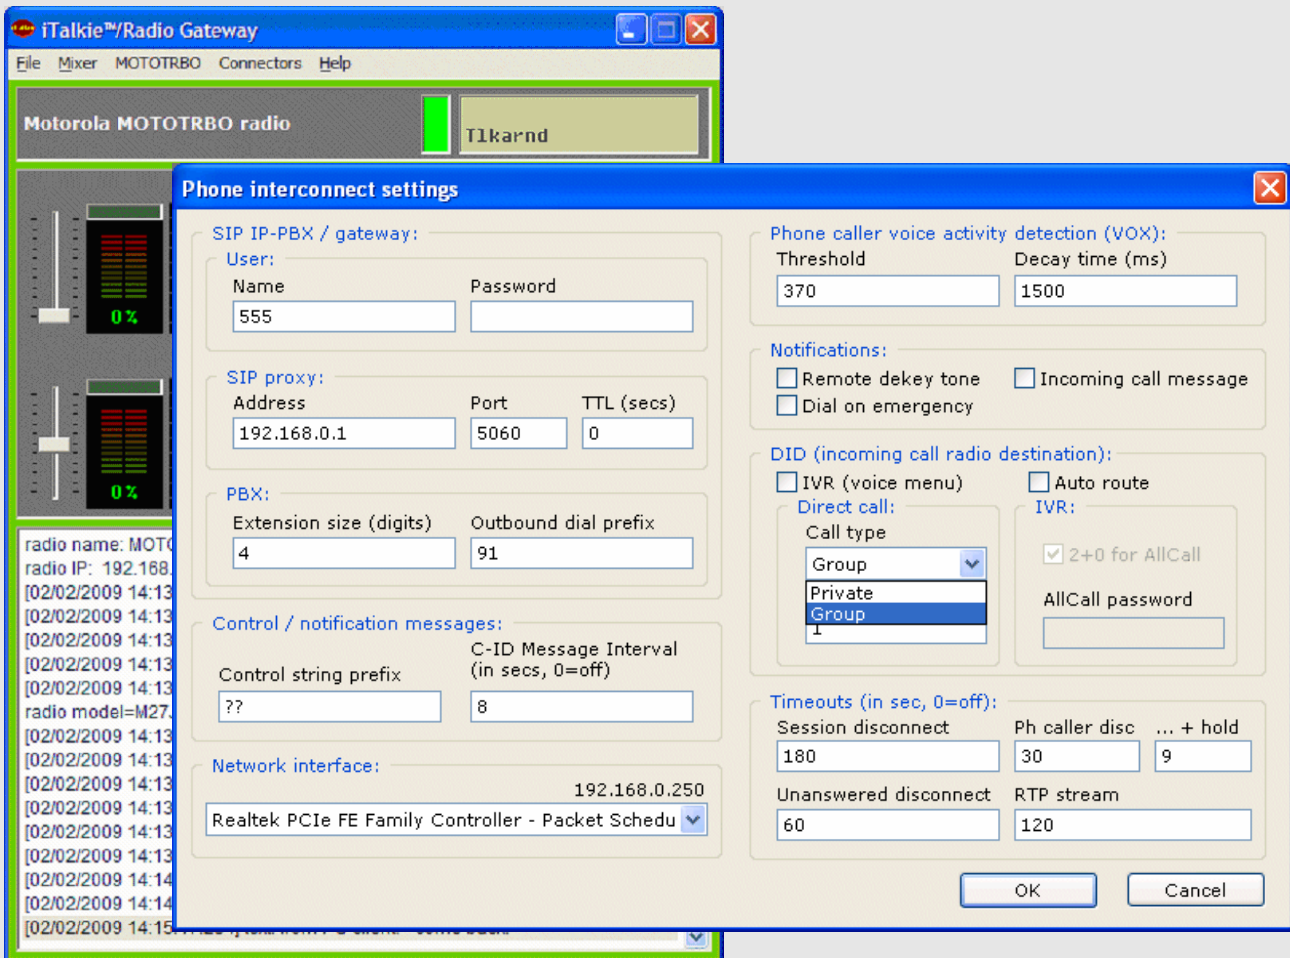 iTalkie™/Radio Gateway
File Mixer MOTOTRBO Connectors Help
Motorola MOTOTRBO radio
Tlkarnd
0%
0%
radio name: MOTO
radio IP: 192.168.
[02/02/2009 14:13
[02/02/2009 14:13
[02/02/2009 14:13
[02/02/2009 14:13
[02/02/2009 14:13
radio model=M27
[02/02/2009 14:13
[02/02/2009 14:13
[02/02/2009 14:13
[02/02/2009 14:13
[02/02/2009 14:13
[02/02/2009 14:13
[02/02/2009 14:14
[02/02/2009 14:14
[02/02/2009 14:15
Phone interconnect settings
SIP IP-PBX / gateway:
User:
Name Password
555
SIP proxy:
Address Port TTL (secs)
192.168.0.1 5060 0
PBX:
Extension size (digits) Outbound dial prefix
4 91
Control / notification messages:
Control string prefix
C-ID Message Interval
(in secs, 0=off)
?? 8
Network interface:
192.168.0.250
Realtek PCIe FE Family Controller - Packet Schedu
Phone caller voice activity detection (VOX):
Threshold Decay time (ms)
370 1500
Notifications:
Remote dekey tone Incoming call message
Dial on emergency
DID (incoming call radio destination):
IVR (voice menu) Auto route
Direct call:
Call type
Group
Private
Group
1
IVR:
2+0 for AllCall
AllCall password
Timeouts (in sec, 0=off):
Session disconnect Ph caller disc ... + hold
180 30 9
Unanswered disconnect RTP stream
60 120
OK Cancel